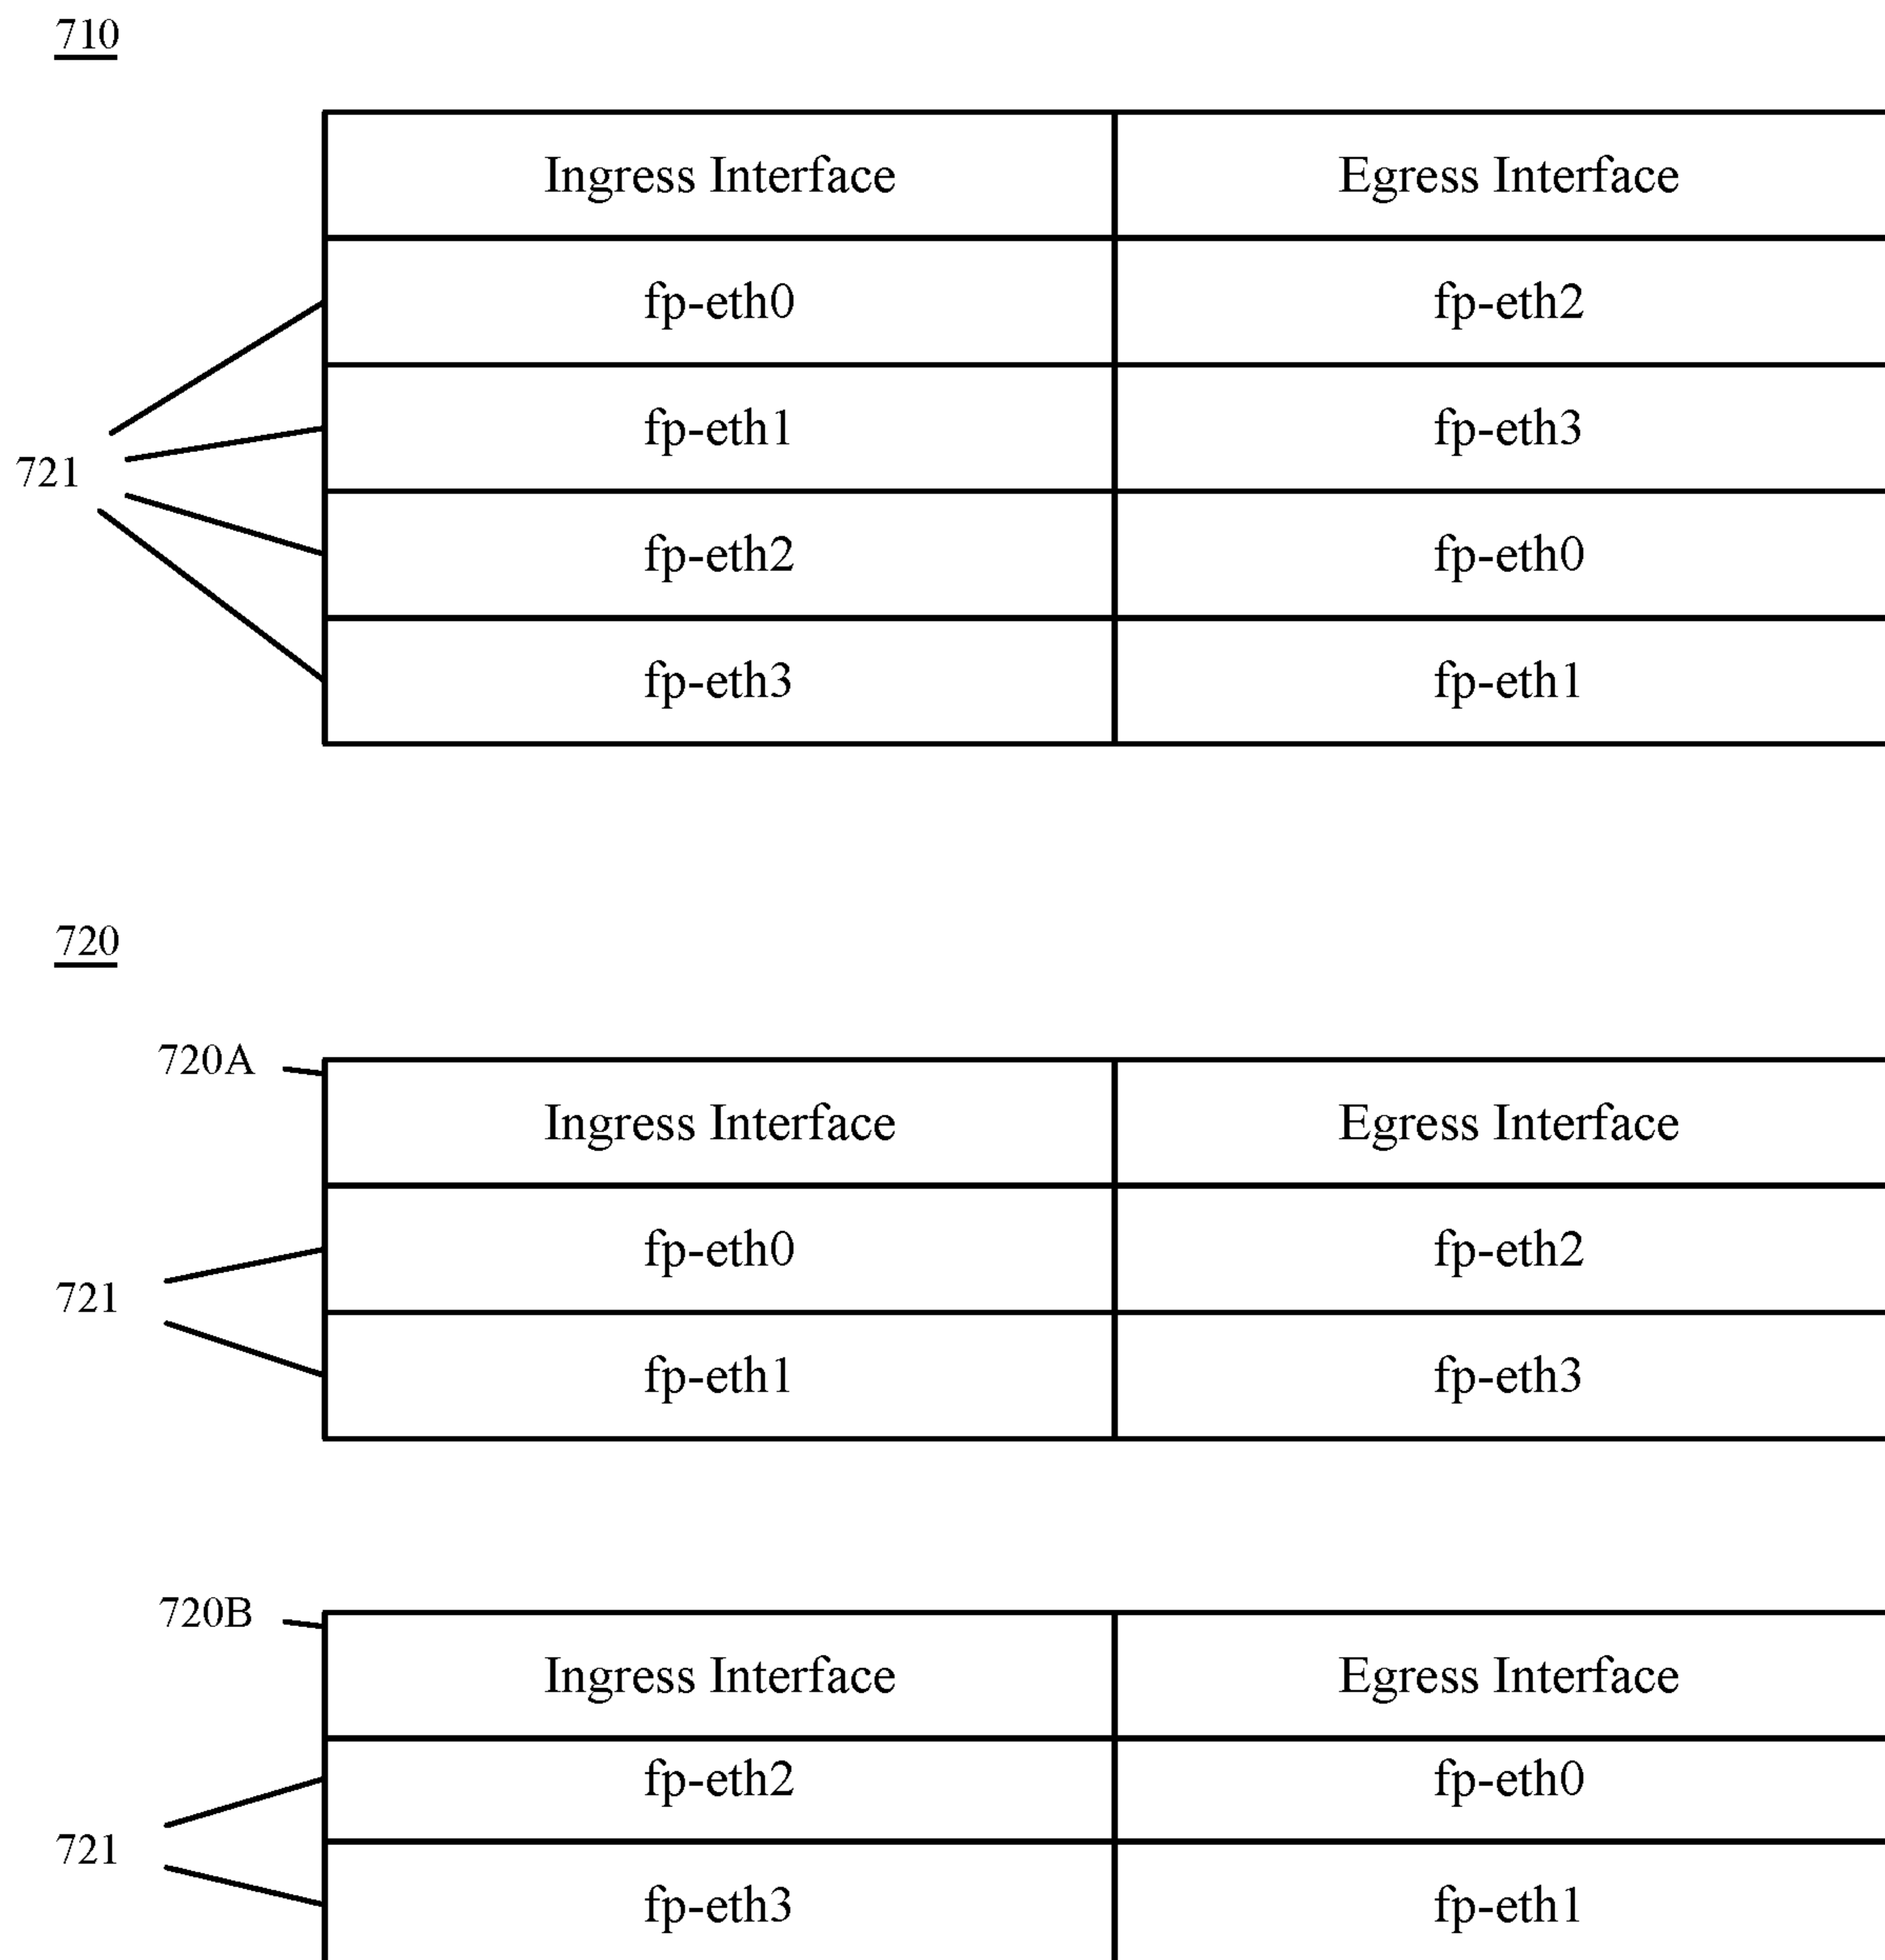 710
Ingress Interface Egress Interface
fp-eth0 fp-eth2
fp-eth1 fp-eth3
721
fp-eth2 fp-eth0
fp-eth3 fp-eth1
720
720A
Ingress Interface Egress Interface
fp-eth0 fp-eth2
721
fp-eth1 fp-eth3
720B
Ingress Interface Egress Interface
fp-eth2 fp-eth0
721
fp-eth3 fp-eth1